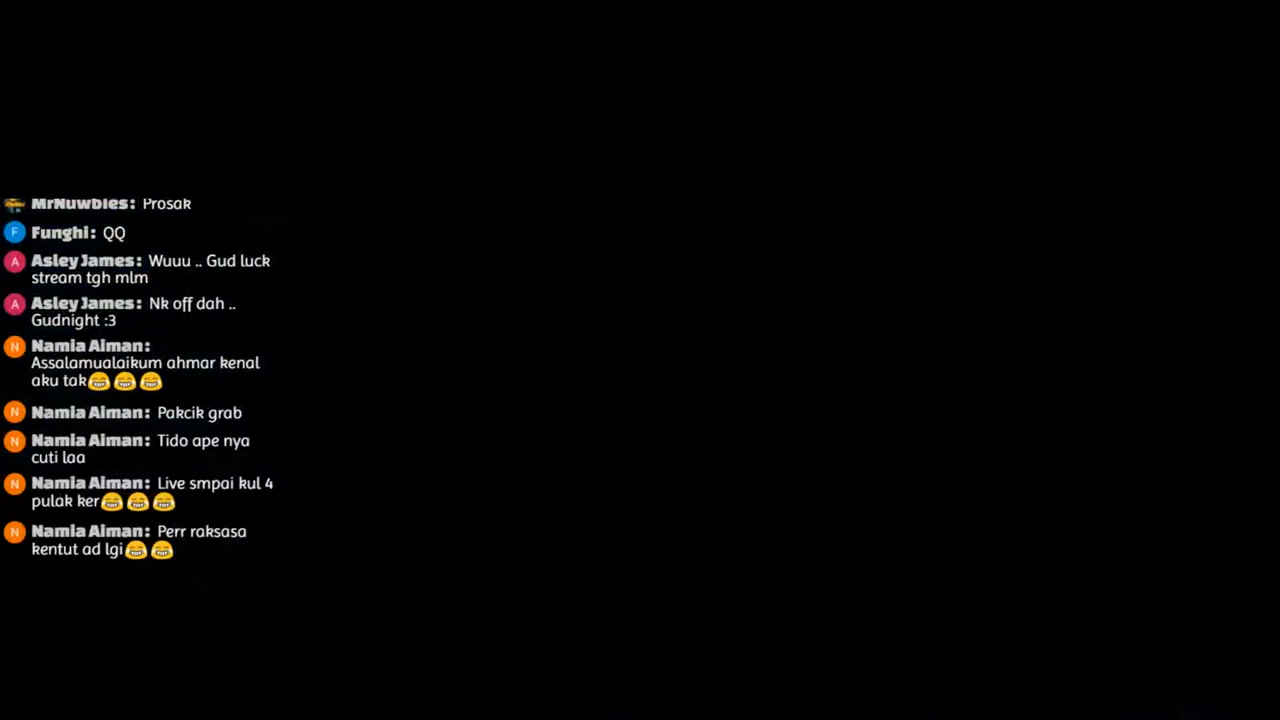 MrNuwbies: Prosak
F Funghi: QQ
A Asley James: Wuuu .. Gud luck
stream tgh mlm
A Asley James: Nk off dah ..
Gudnight :3
N Namia Aiman:
Assalamualaikum ahmar kenal
aku tak😂😂😂
N Namia Aiman: Pakcik grab
N Namia Aiman: Tido ape nya
cuti laa
N Namia Aiman: Live smpai kul 4
pulak ker😂😂😂
N Namia Aiman: Perr raksasa
kentut ad lgi😂😂